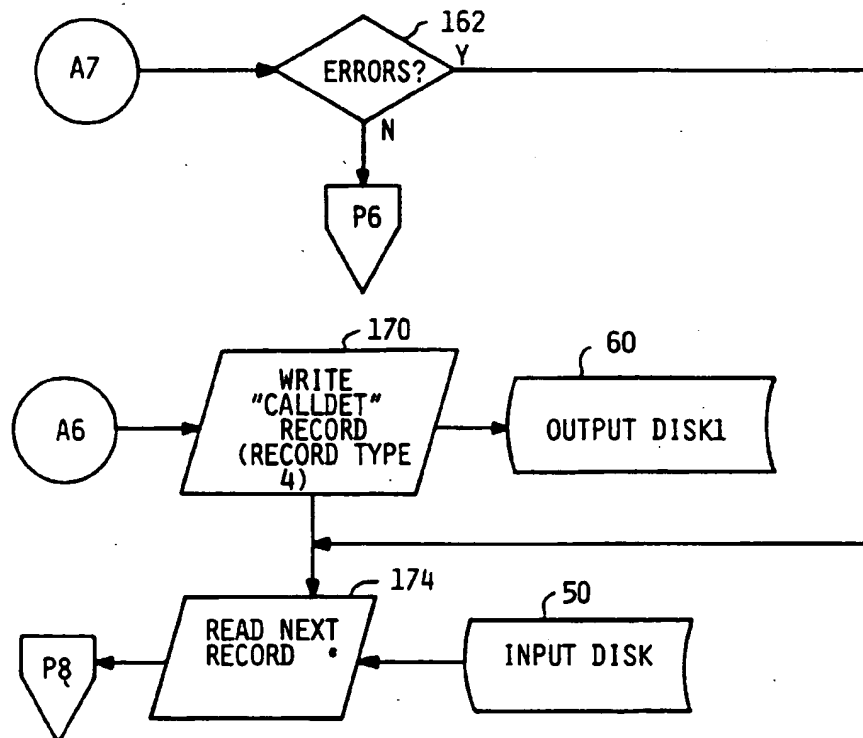 162
A7
ERRORS?
Y
N
P6
170
60
WRITE
"CALLDET"
RECORD
(RECORD TYPE
4)
A6
OUTPUT DISK1
174
50
READ NEXT
RECORD
INPUT DISK
P8